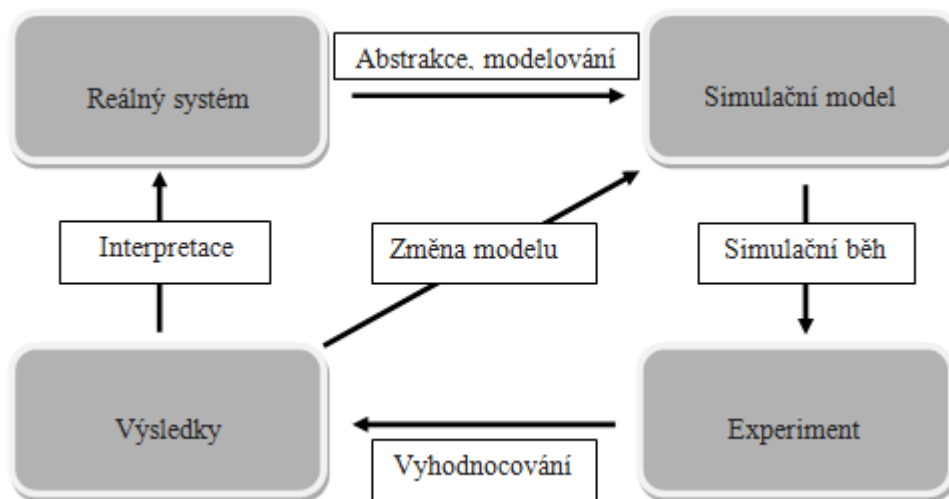 Abstrakce, modelování
Reálný systém
Simulační model
Interpretace
Změna modelu
Simulační běh
Výsledky
Experiment
Vyhodnocování